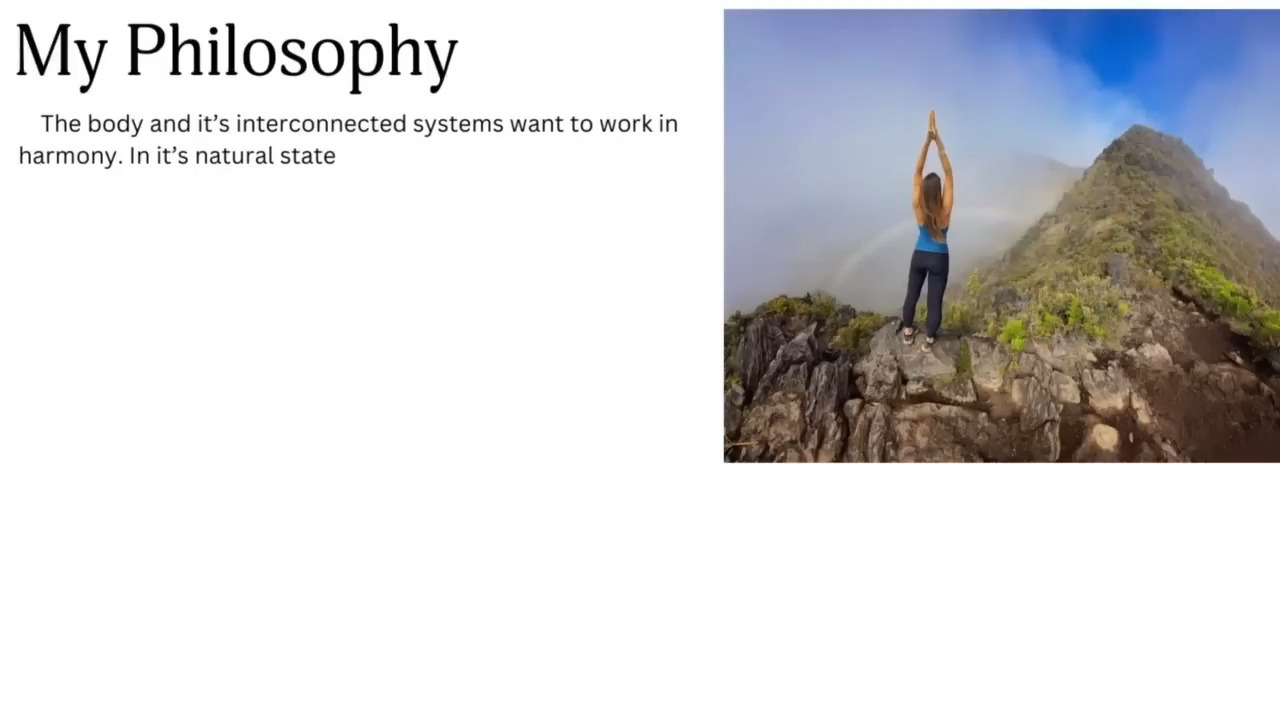 My Philosophy
The body and it’s interconnected systems want to work in
harmony. In it’s natural state